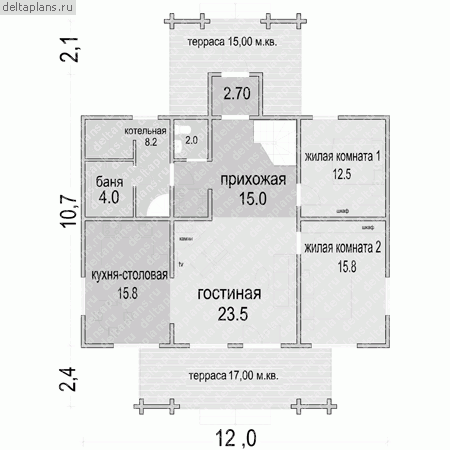 deltaplans.ru
терраса 15,00 м.кв.
2,1
2.70
котельная
8.2
2.0
жилая комната 1
12.5
баня
4.0
прихожая
15.0
10,7
шкаф
шкаф
камин
жилая комната 2
15.8
tv
кухня-столовая
15.8
гостиная
23.5
2,4
терраса 17,00 м.кв.
12 ,0